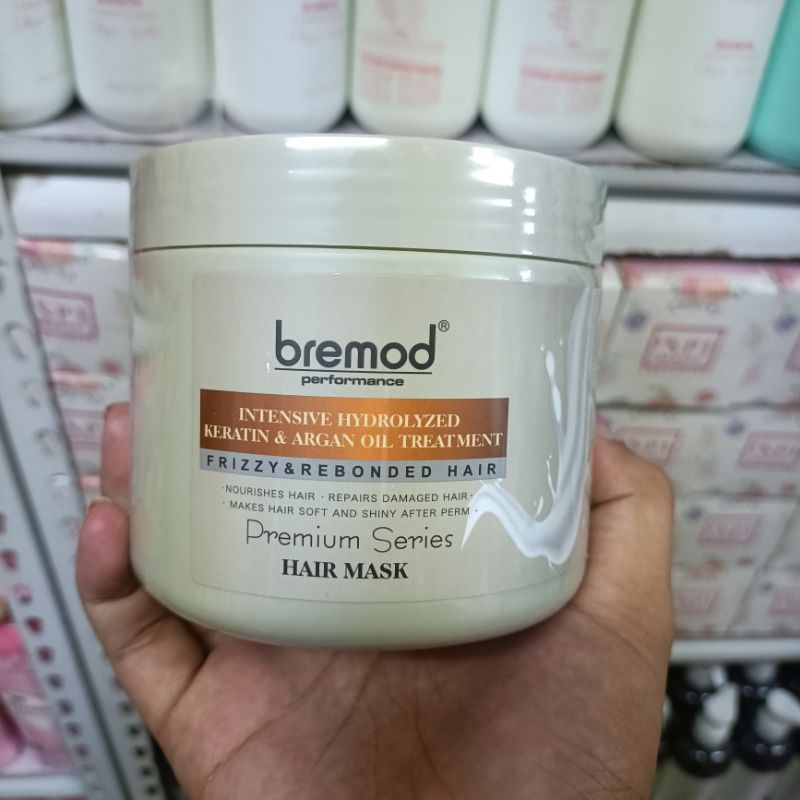 bremod®
performance
INTENSIVE HYDROLYZED
KERATIN & ARGAN OIL TREATMENT
FRIZZY&REBONDED HAIR
·NOURISHES HAIR · REPAIRS DAMAGED HAIR·
· MAKES HAIR SOFT AND SHINY AFTER PERM ·
Premium Series
HAIR MASK